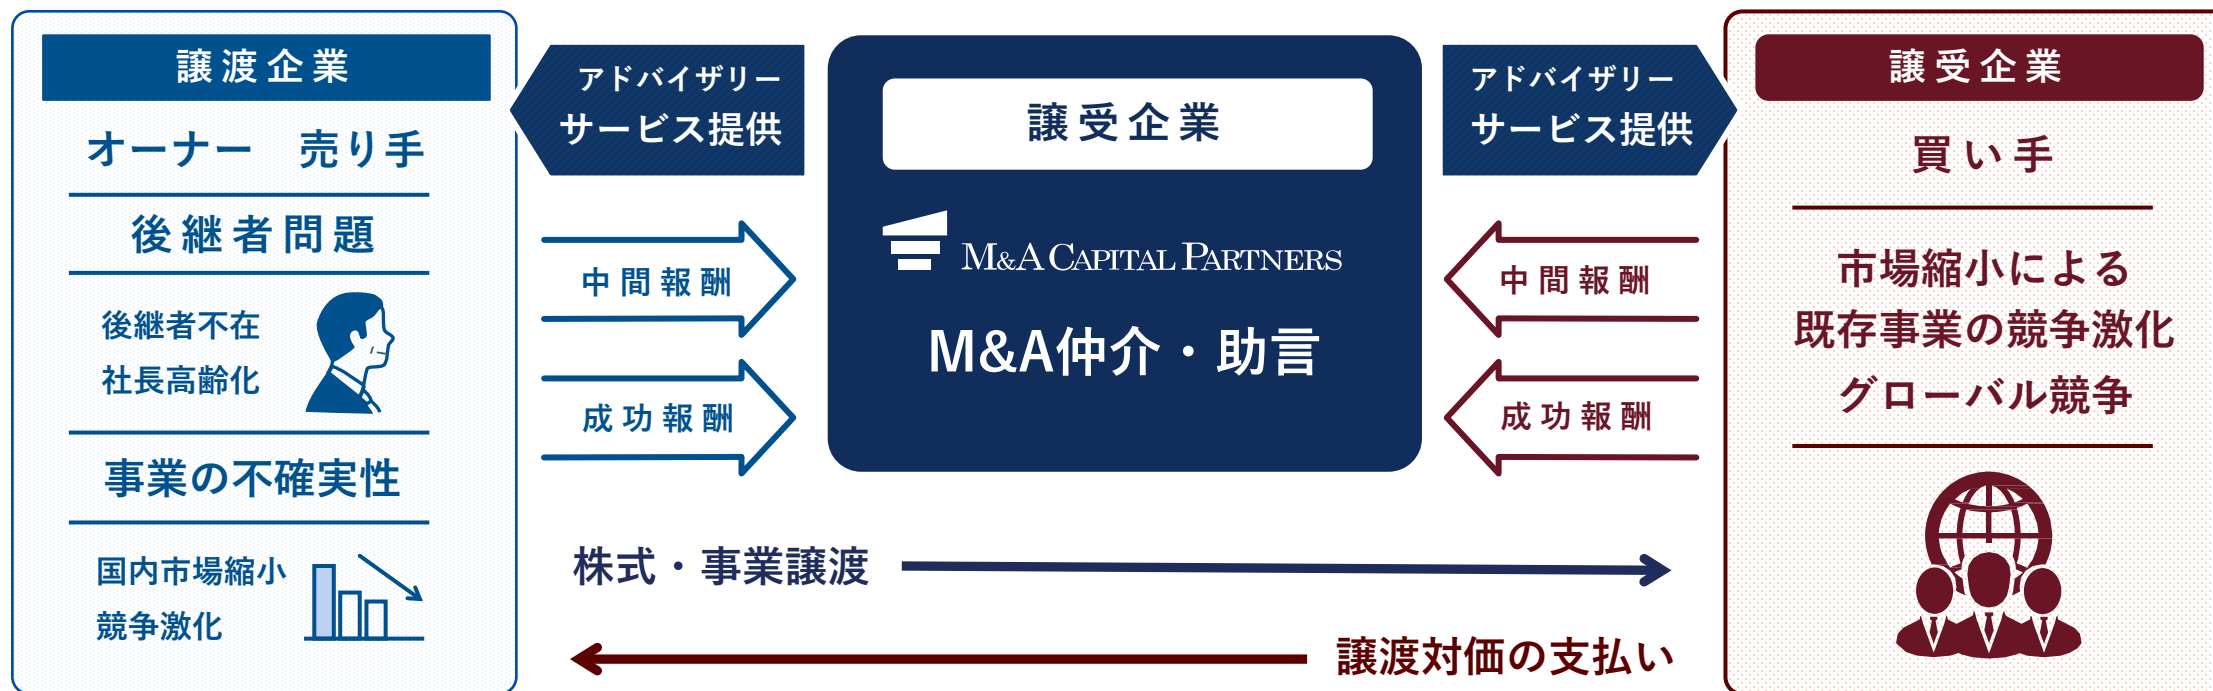 譲渡企業
オーナー　売り手
後継者問題
後継者不在
社長高齢化
事業の不確実性
国内市場縮小
競争激化
アドバイザリー
サービス提供
中間報酬
成功報酬
譲受企業
M&A CAPITAL PARTNERS
M&A仲介・助言
アドバイザリー
サービス提供
中間報酬
成功報酬
株式・事業譲渡
譲渡対価の支払い
譲受企業
買い手
市場縮小による
既存事業の競争激化
グローバル競争